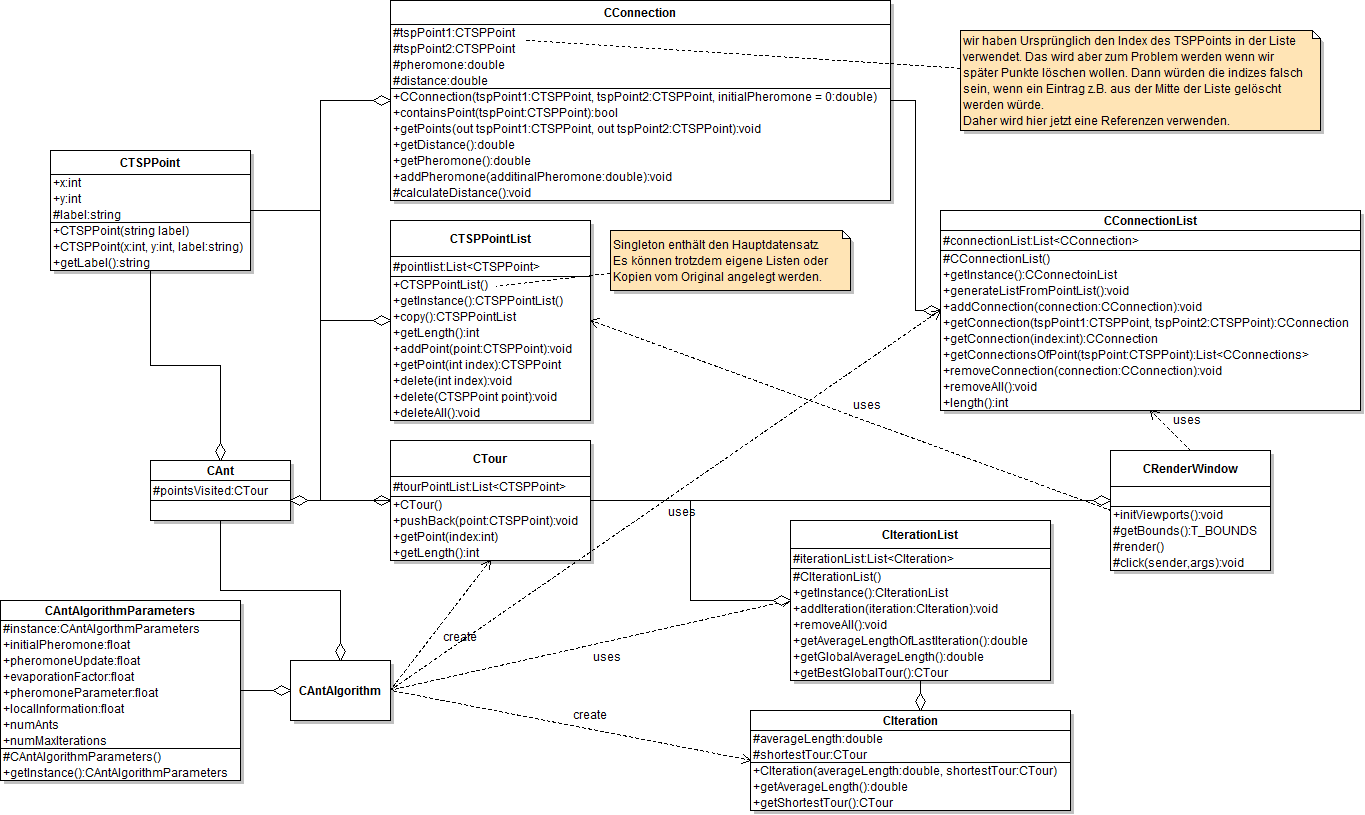 CConnection
#tspPoint1:CTSPPoint
#tspPoint2:CTSPPoint
#pheromone:double
#distance:double
+CConnection(tspPoint1:CTSPPoint, tspPoint2:CTSPPoint, initialPheromone = 0:double)
+containsPoint(tspPoint:CTSPPoint):bool
+getPoints(out tspPoint1:CTSPPoint, out tspPoint2:CTSPPoint):void
+getDistance():double
+getPheromone():double
+addPheromone(additinalPheromone:double):void
#calculateDistance():void
wir haben Ursprünglich den Index des TSPPoints in der Liste
verwendet. Das wird aber zum Problem werden wenn wir
später Punkte löschen wollen. Dann würden die indizes falsch
sein, wenn ein Eintrag z.B. aus der Mitte der Liste gelöscht
werden würde.
Daher wird hier jetzt eine Referenzen verwenden.
CTSPPoint
+x:int
+y:int
#label:string
+CTSPPoint(string label)
+CTSPPoint(x:int, y:int, label:string)
+getLabel():string
CTSPPointList
#pointlist:List<CTSPPoint>
+CTSPPointList()
+getInstance():CTSPPointList()
+copy():CTSPPointList
+getLength():int
+addPoint(point:CTSPPoint):void
+getPoint(int index):CTSPPoint
+delete(int index):void
+delete(CTSPPoint point):void
+deleteAll():void
Singleton enthält den Hauptdatensatz
Es können trotzdem eigene Listen oder
Kopien vom Original angelegt werden.
CConnectionList
#connectionList:List<CConnection>
#CConnectionList()
+getInstance():CConnectoinList
+generateListFromPointList():void
+addConnection(connection:CConnection):void
+getConnection(tspPoint1:CTSPPoint, tspPoint2:CTSPPoint):CConnection
+getConnection(index:int):CConnection
+getConnectionsOfPoint(tspPoint:CTSPPoint):List<CConnections>
+removeConnection(connection:CConnection):void
+removeAll():void
+length():int
uses
uses
CAnt
#pointsVisited:CTour
CTour
#tourPointList:List<CTSPPoint>
+CTour()
+pushBack(point:CTSPPoint):void
+getPoint(index:int)
+getLength():int
uses
CRenderWindow
+initViewports():void
#getBounds():T_BOUNDS
#render()
#click(sender,args):void
CIterationList
#iterationList:List<CIteration>
#CIterationList()
+getInstance():CIterationList
+addIteration(iteration:CIteration):void
+removeAll():void
+getAverageLengthOfLastIteration():double
+getGlobalAverageLength():double
+getBestGlobalTour():CTour
CAntAlgorithmParameters
#instance:CAntAlgorthmParameters
+initialPheromone:float
+pheromoneUpdate:float
+evaporationFactor:float
+pheromoneParameter:float
+localInformation:float
+numAnts
+numMaxIterations
#CAntAlgorithmParameters()
+getInstance():CAntAlgorithmParameters
CAntAlgorithm
create
uses
create
CIteration
#averageLength:double
#shortestTour:CTour
+CIteration(averageLength:double, shortestTour:CTour)
+getAverageLength():double
+getShortestTour():CTour